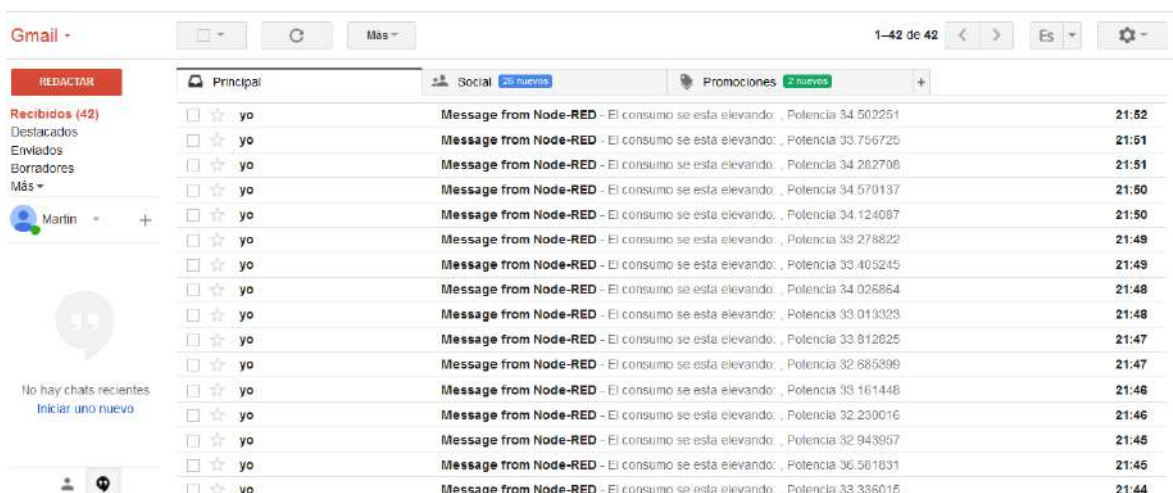 Gmail
Más
1–42 de 42
Es
REDACTAR
Principal
Social 26 nuevos
Promociones 2 nuevos
+
Recibidos (42)
Destacados
Enviados
Borradores
Más
Martin
+
No hay chats recientes
Iniciar uno nuevo
yo Message from Node-RED - El consumo se esta elevando: , Potencia 34.502251 21:52
yo Message from Node-RED - El consumo se esta elevando: , Potencia 33.756725 21:51
yo Message from Node-RED - El consumo se esta elevando: , Potencia 34.282708 21:51
yo Message from Node-RED - El consumo se esta elevando: , Potencia 34.570137 21:50
yo Message from Node-RED - El consumo se esta elevando: , Potencia 34.124087 21:50
yo Message from Node-RED - El consumo se esta elevando: , Potencia 33.278822 21:49
yo Message from Node-RED - El consumo se esta elevando: , Potencia 33.405245 21:49
yo Message from Node-RED - El consumo se esta elevando: , Potencia 34.026864 21:48
yo Message from Node-RED - El consumo se esta elevando: , Potencia 33.013323 21:48
yo Message from Node-RED - El consumo se esta elevando: , Potencia 33.812825 21:47
yo Message from Node-RED - El consumo se esta elevando: , Potencia 32.685399 21:47
yo Message from Node-RED - El consumo se esta elevando: , Potencia 33.161448 21:46
yo Message from Node-RED - El consumo se esta elevando: , Potencia 32.230016 21:46
yo Message from Node-RED - El consumo se esta elevando: , Potencia 32.943957 21:45
yo Message from Node-RED - El consumo se esta elevando: , Potencia 36.581831 21:45
yo Message from Node-RED - El consumo se esta elevando: , Potencia 33.336015 21:44